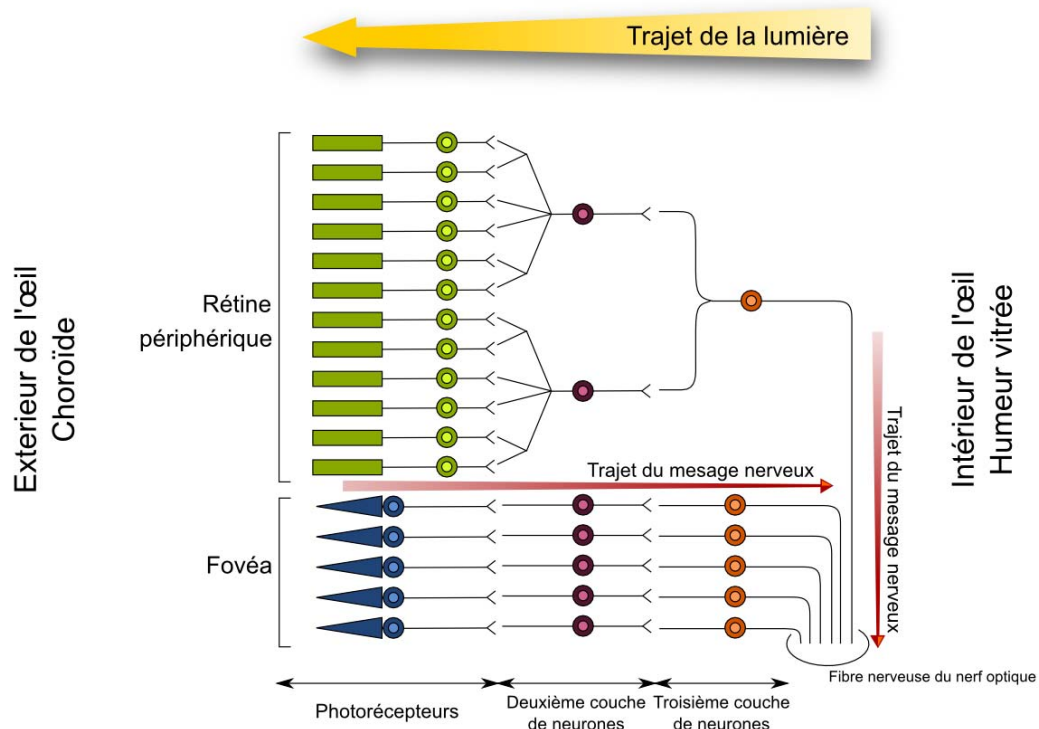 Trajet de la lumière
Exterieur de l'œil
Choroïde
Rétine
périphérique
Intérieur de l'œil
Humeur vitrée
Trajet du mesage nerveux
Trajet du mesage nerveux
Fovéa
Fibre nerveuse du nerf optique
Photorécepteurs
Deuxième couche
de neurones
Troisième couche
de neurones